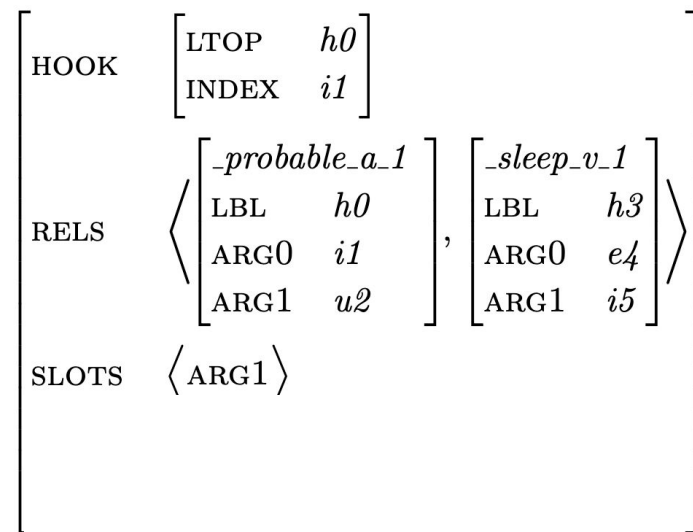 HOOK [LTOP h0
INDEX i1]
RELS ⟨[_probable_a_1
LBL h0
ARG0 i1
ARG1 u2], [_sleep_v_1
LBL h3
ARG0 e4
ARG1 i5]⟩
SLOTS ⟨ARG1⟩